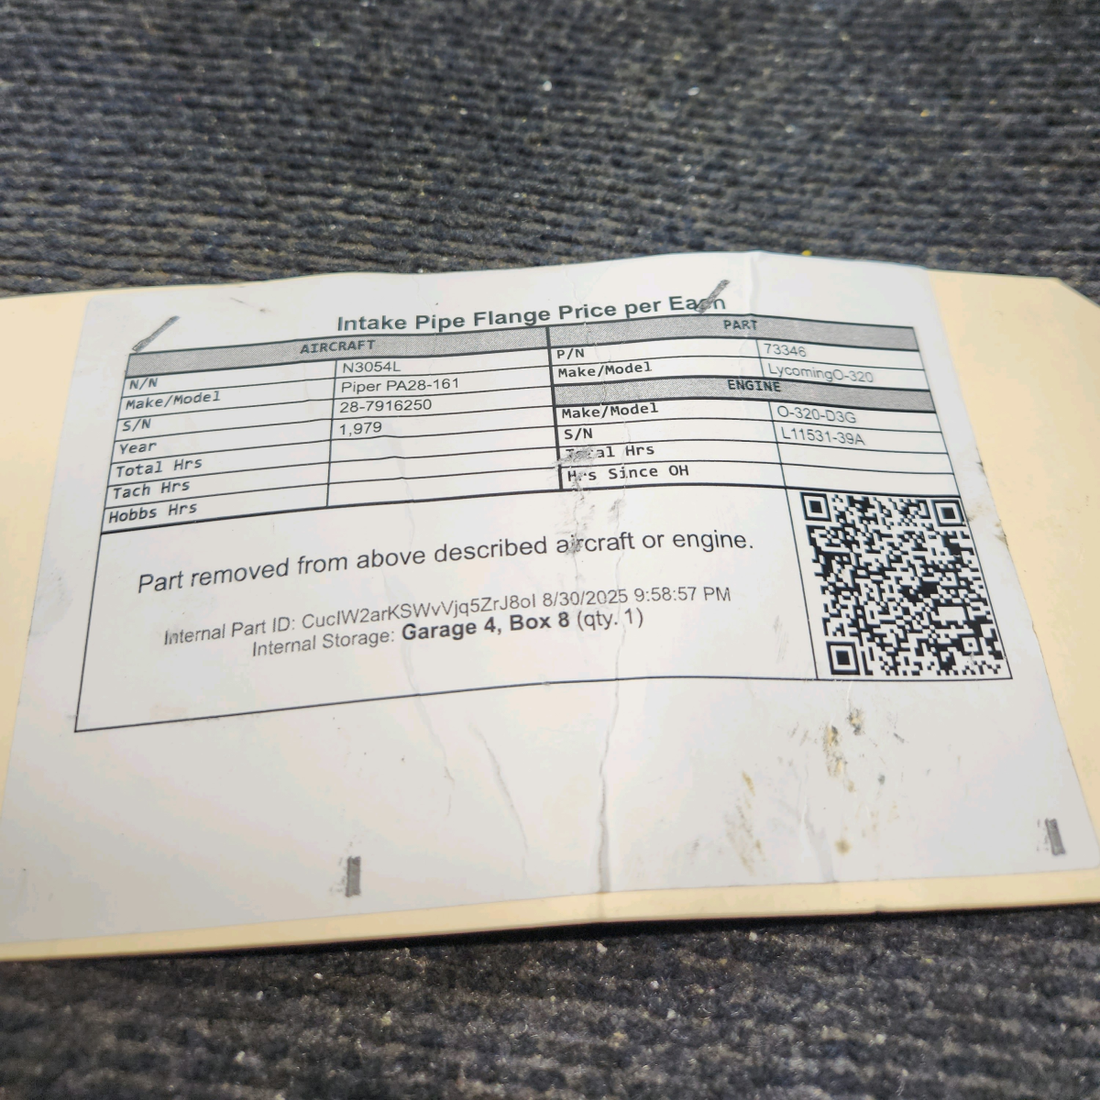 Intake Pipe Flange Price per Each
AIRCRAFT
N/N N3054L
Make/Model Piper PA28-161
S/N 28-7916250
Year 1,979
Total Hrs
Tach Hrs
Hobbs Hrs
PART
P/N 73346
Make/Model LycomingO-320
ENGINE
Make/Model O-320-D3G
S/N L11531-39A
Total Hrs
Hrs Since OH
Part removed from above described aircraft or engine.
Internal Part ID: CucIW2arKSWvVjq5ZrJ8oI 8/30/2025 9:58:57 PM
Internal Storage: Garage 4, Box 8 (qty. 1)